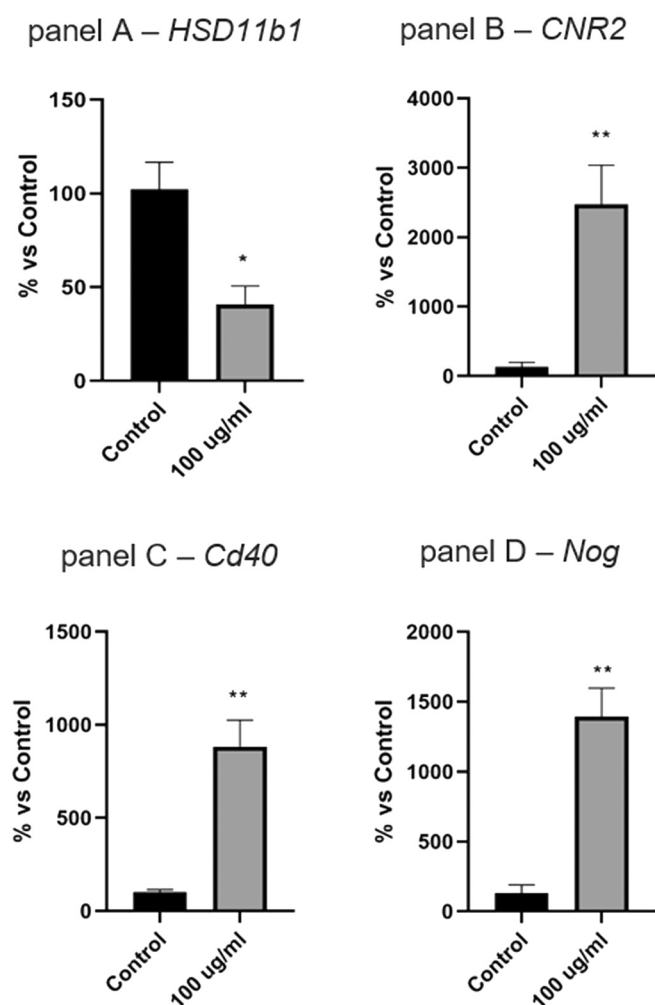 panel A – HSD11b1
% vs Control
150
100
50
0
*
Control
100 ug/ml
panel B – CNR2
% vs Control
4000
3000
2000
1000
0
**
Control
100 ug/ml
panel C – Cd40
% vs Control
1500
1000
500
0
**
Control
100 ug/ml
panel D – Nog
% vs Control
2000
1500
1000
500
0
**
Control
100 ug/ml